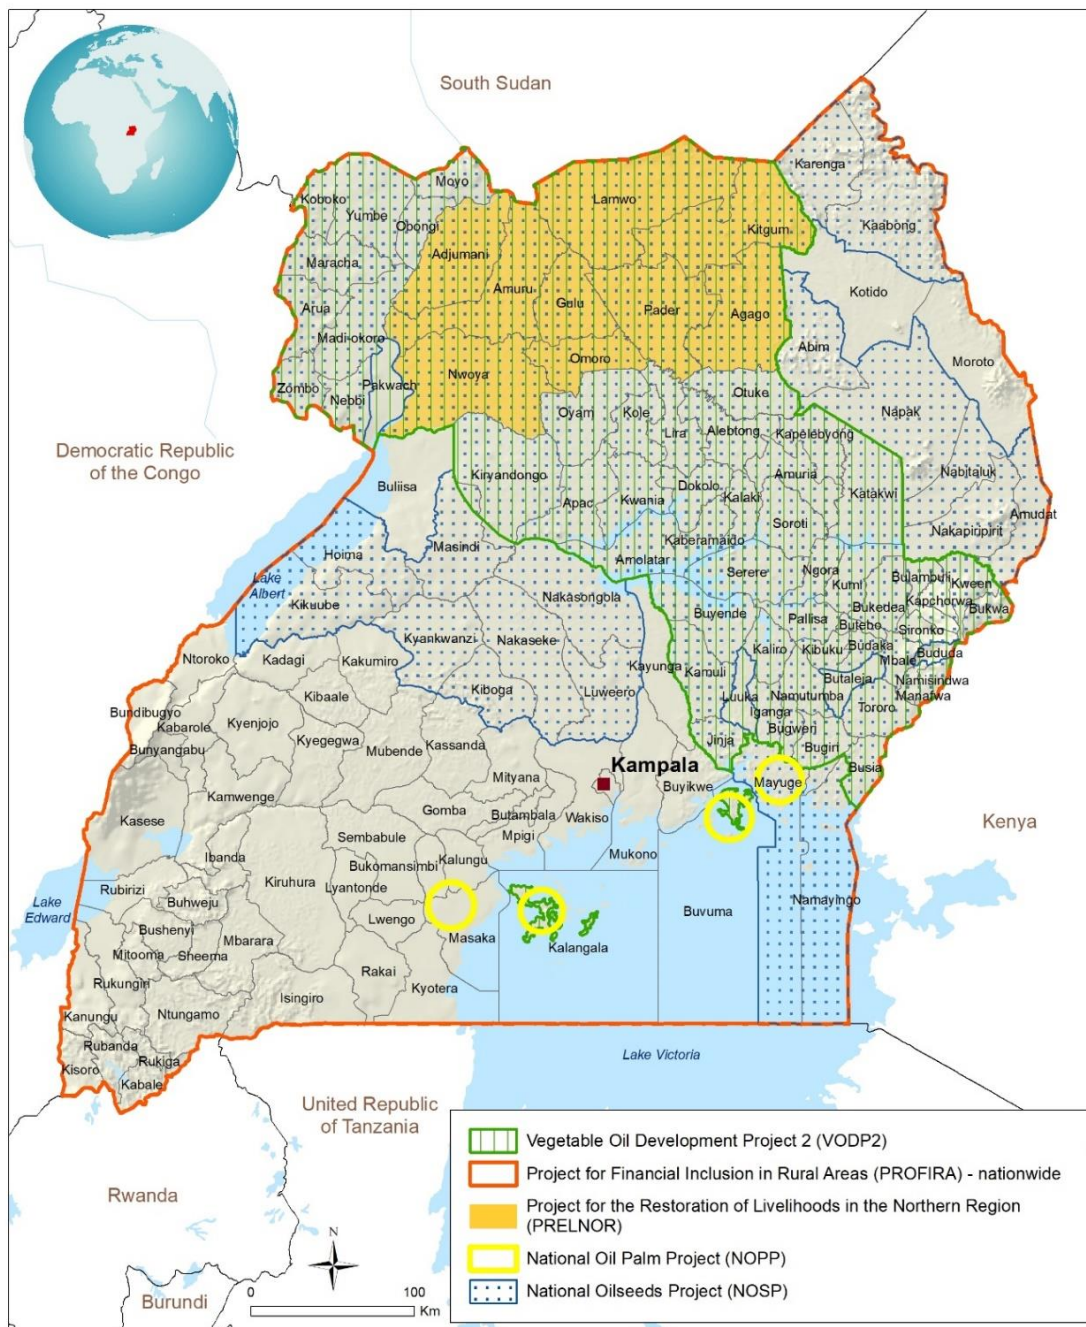 South Sudan
Karenga
Moyo
Koboko
Yumbe
Lamwo
Obongi
Kaabong
Kitgum
Adjumani
Maracha
Kotido
Amuru
Gulu
Arua
Pader
Agago
Madi-okoro
Abim
Moroto
Omoro
Nwoya
Zombo
Pakwach
Nebbi
Otuke
Oyam
Kole
Napak
Lira
Alebtong
Kapelebyong
Democratic Republic
of the Congo
Kiryandongo
Amuria
Nabitaluk
Buliisa
Dokolo
Apac
Kwania
Kalaki
Katakwi
Amudat
Soroti
Nakapiripirit
Masindi
Kaberamaido
Hoima
Amolatar
Serere
Ngora
Kumi
Bulambuli
Kween
Lake
Albert
Nakasongbla
Kapchorwa
Kikuube
Bukedea
Bukwa
Buyende
Pallisa
Butebe
Sironko
Kyankwanzi
Nakaseke
Kaliro
Kibuku
Budaka
Bududa
Mbale
Ntoroko
Kadagi
Kakumiro
Kayunga
Kamuli
Butaleja
Namisindwa
Kiboga
Luweero
Luuka
Namutumba
Manafwa
Kibaale
Iganga
Tororo
Bundibugyo
Kabarole
Kyenjojo
Bugweri
Kyegegwa
Kassanda
Jinja
Bugiri
Bunyangabu
Mubende
Kampala
Busia
Mityana
Mayuge
Buyikwe
Kamwenge
Gomba
Butambala
Wakiso
Kasese
Sembabule
Mpigi
Kenya
Mukono
Ibanda
Bukomansimbi
Kalungu
Kiruhura
Lyantonde
Rubirizi
Buhweju
Lake
Edward
Lwengo
Buvuma
Namayingo
Bushenyi
Mbarara
Masaka
Kalangala
Mitooma
Sheema
Rakai
Rukungiri
Kyotera
Isingiro
Ntungamo
Kanungu
Rubanda
Rukiga
Kisoro
Kabale
Lake Victoria
United Republic
of Tanzania
Rwanda
Burundi
N
0
100
Km
Vegetable Oil Development Project 2 (VODP2)
Project for Financial Inclusion in Rural Areas (PROFIRA) - nationwide
Project for the Restoration of Livelihoods in the Northern Region
(PRELNOR)
National Oil Palm Project (NOPP)
National Oilseeds Project (NOSP)